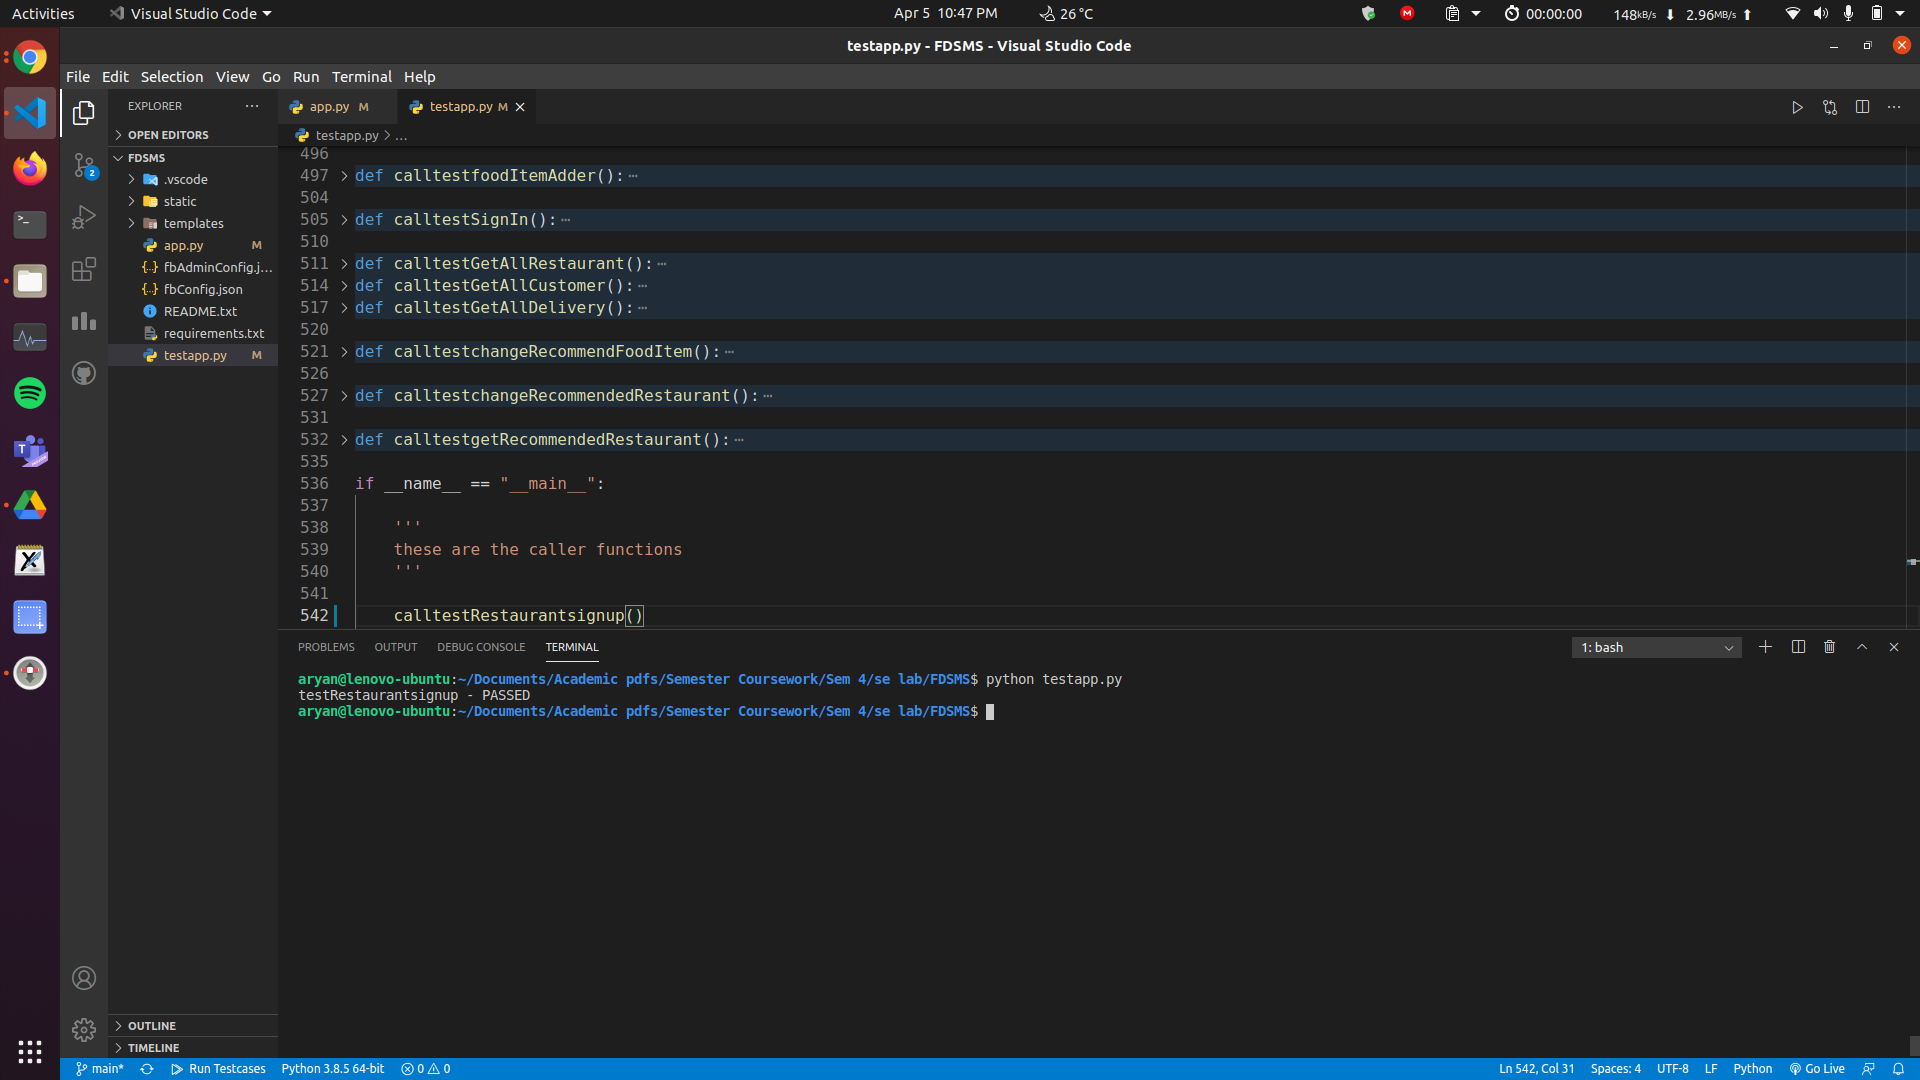 Activities Visual Studio Code Apr 5 10:47 PM 26 °C M 00:00:00 148kB/s 2.96MB/s
testapp.py - FDSMS - Visual Studio Code
File Edit Selection View Go Run Terminal Help
EXPLORER
app.py M testapp.py M
OPEN EDITORS
testapp.py > ...
FDSMS
.vscode
static
templates
app.py M
fbAdminConfig.j...
fbConfig.json
README.txt
requirements.txt
testapp.py M
2
496
497 def calltestfoodItemAdder():
504
505 def calltestSignIn():
510
511 def calltestGetAllRestaurant():
514 def calltestGetAllCustomer():
517 def calltestGetAllDelivery():
520
521 def calltestchangeRecommendFoodItem():
526
527 def calltestchangeRecommendedRestaurant():
531
532 def calltestgetRecommendedRestaurant():
535
536 if __name__ == "__main__":
537
538 '''
539 these are the caller functions
540 '''
541
542 calltestRestaurantsignup()
PROBLEMS OUTPUT DEBUG CONSOLE TERMINAL 1: bash
aryan@lenovo-ubuntu:~/Documents/Academic pdfs/Semester Coursework/Sem 4/se lab/FDSMS$ python testapp.py
testRestaurantsignup - PASSED
aryan@lenovo-ubuntu:~/Documents/Academic pdfs/Semester Coursework/Sem 4/se lab/FDSMS$
OUTLINE
TIMELINE
main* Run Testcases Python 3.8.5 64-bit 0 0 Ln 542, Col 31 Spaces: 4 UTF-8 LF Python Go Live